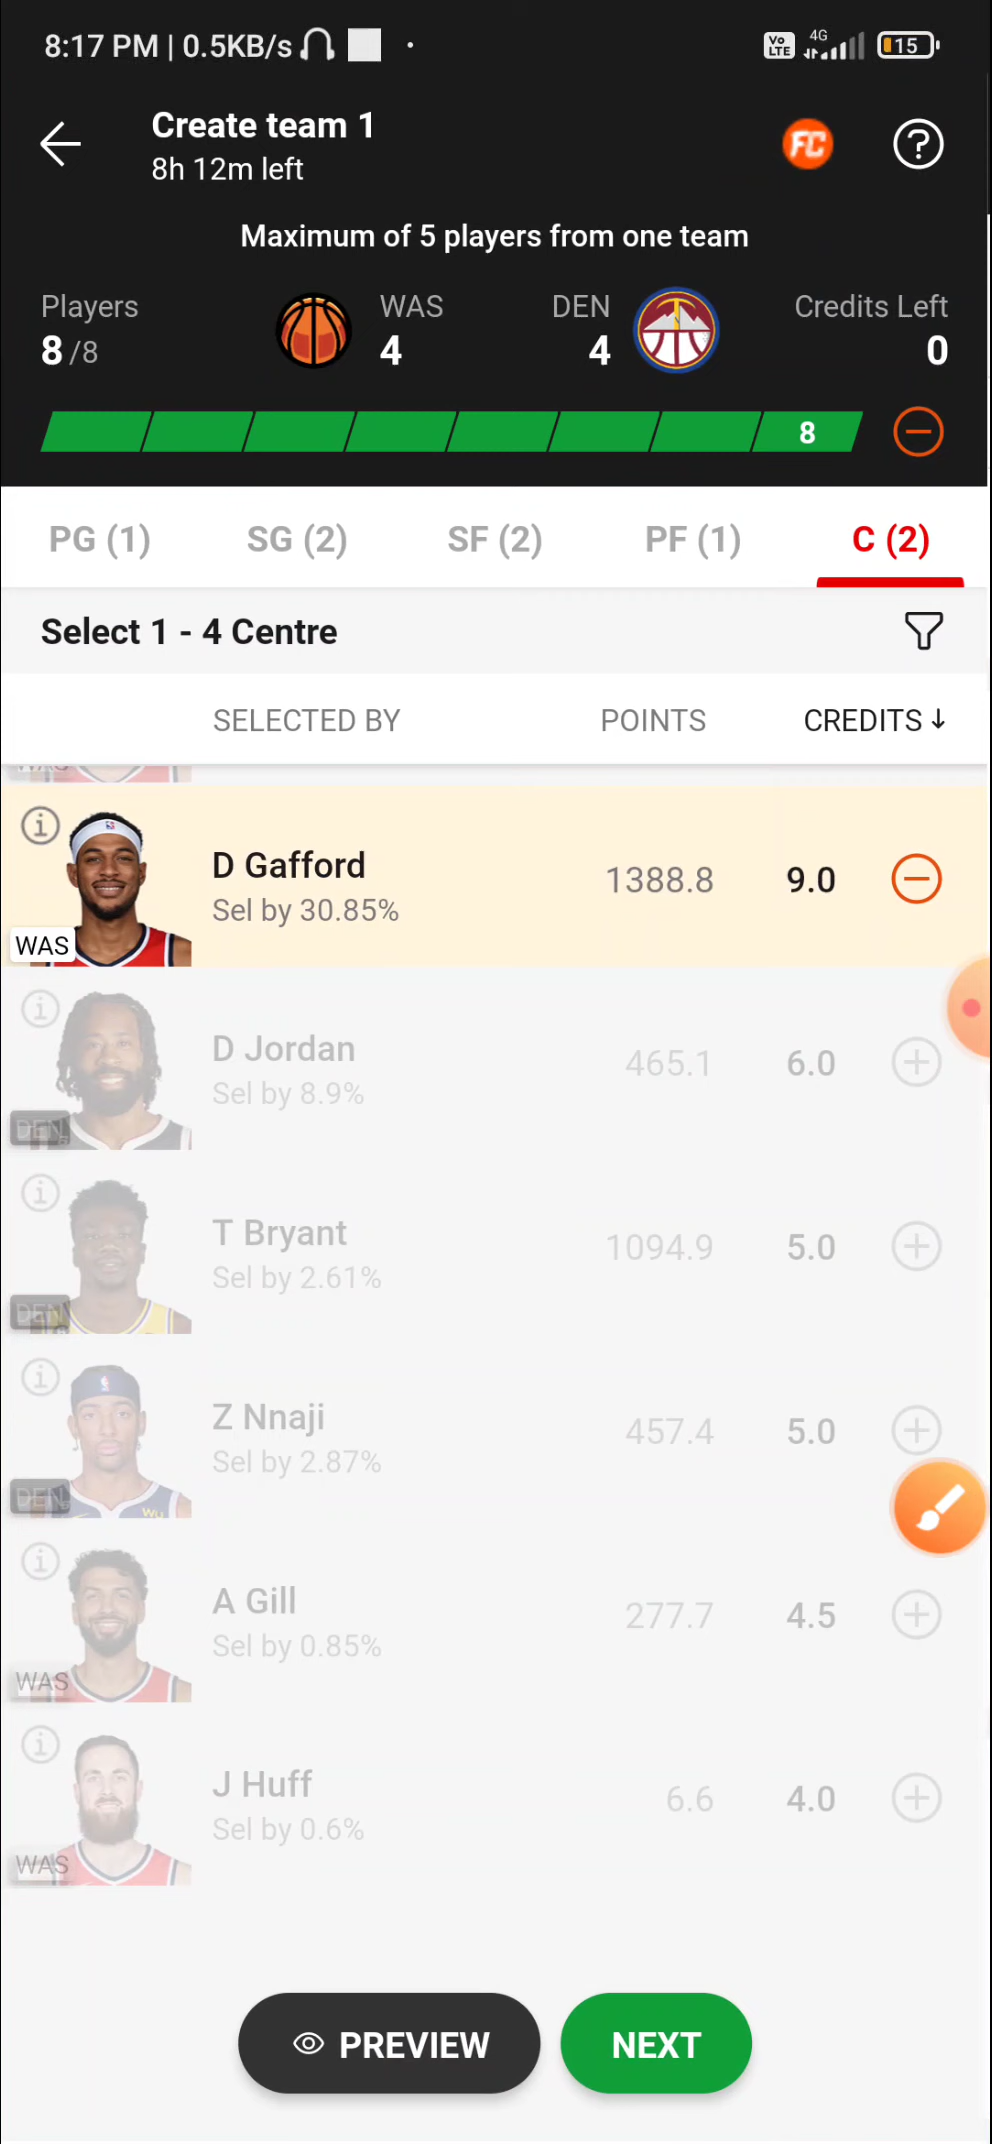 8:17 PM | 0.5KB/s
Vo LTE 4G 15
Create team 1
8h 12m left
FC
?
Maximum of 5 players from one team
Players WAS DEN Credits Left
8/8 4 4 0
8
PG (1) SG (2) SF (2) PF (1) C (2)
Select 1 - 4 Centre
SELECTED BY POINTS CREDITS ↓
WAS
D Gafford 1388.8 9.0
Sel by 30.85%
WAS
D Jordan 465.1 6.0
Sel by 8.9%
DEN
T Bryant 1094.9 5.0
Sel by 2.61%
DEN
Z Nnaji 457.4 5.0
Sel by 2.87%
DEN
A Gill 277.7 4.5
Sel by 0.85%
WAS
J Huff 6.6 4.0
Sel by 0.6%
WAS
PREVIEW NEXT